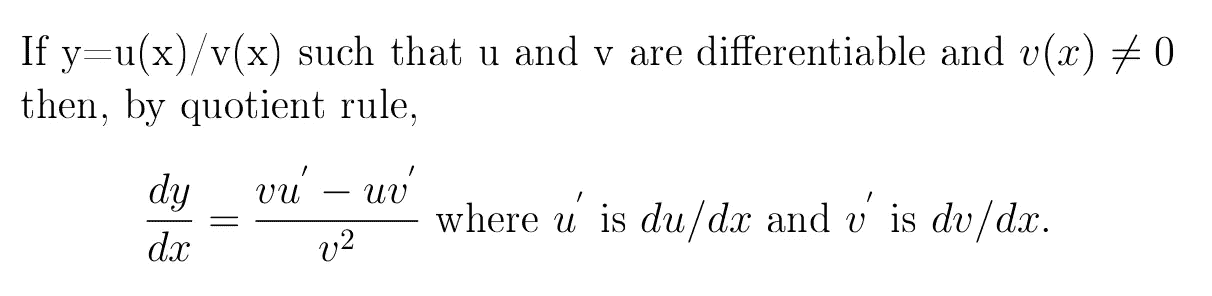 If y=u(x)/v(x) such that u and v are differentiable and v(x) ≠ 0
then, by quotient rule,
dy/dx = (vu′ − uv′)/v² where u′ is du/dx and v′ is dv/dx.